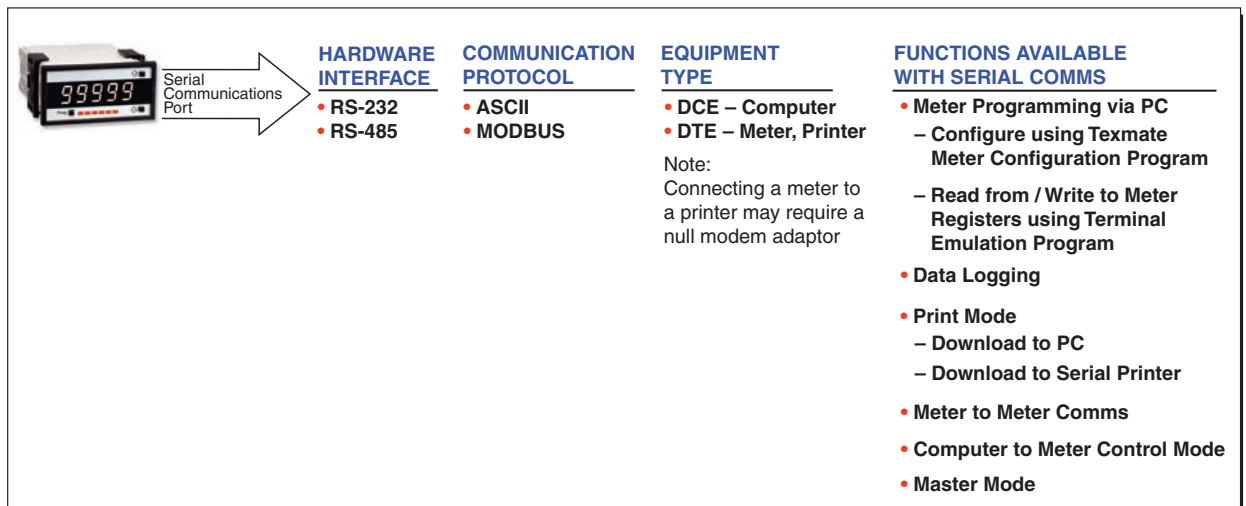 99999
Prog
Serial
Communications
Port
HARDWARE
INTERFACE
• RS-232
• RS-485
COMMUNICATION
PROTOCOL
• ASCII
• MODBUS
EQUIPMENT
TYPE
• DCE – Computer
• DTE – Meter, Printer
Note:
Connecting a meter to
a printer may require a
null modem adaptor
FUNCTIONS AVAILABLE
WITH SERIAL COMMS
• Meter Programming via PC
– Configure using Texmate
Meter Configuration Program
– Read from / Write to Meter
Registers using Terminal
Emulation Program
• Data Logging
• Print Mode
– Download to PC
– Download to Serial Printer
• Meter to Meter Comms
• Computer to Meter Control Mode
• Master Mode